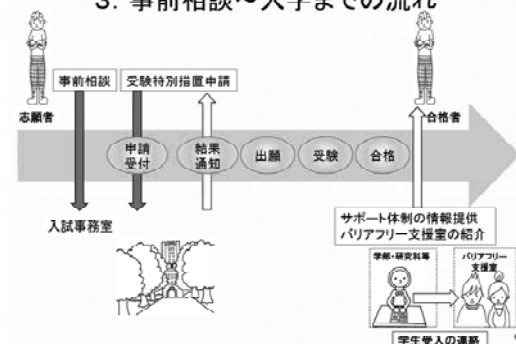 3. 事前相談～入学までの流れ
事前相談
受験特別措置申請
志願者
合格者
申請
受付
結果
通知
出願
受験
合格
入試事務室
サポート体制の情報提供
バリアフリー支援室の紹介
学部・研究科等
バリアフリー
支援室
学生受入の連絡